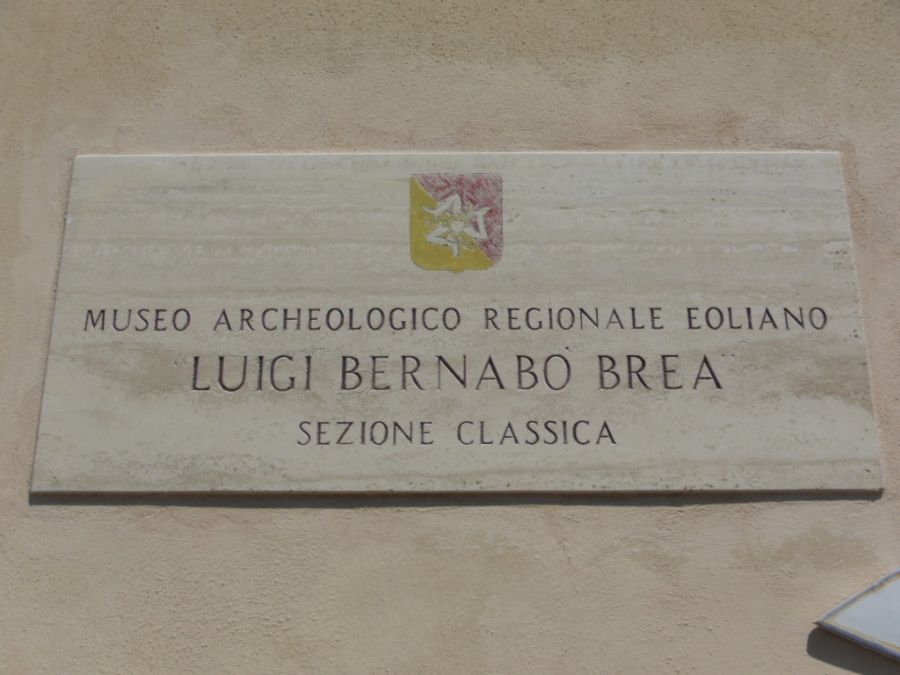 MUSEO ARCHEOLOGICO REGIONALE EOLIANO
"LUIGI BERNABÒ BREA"
SEZIONE CLASSICA